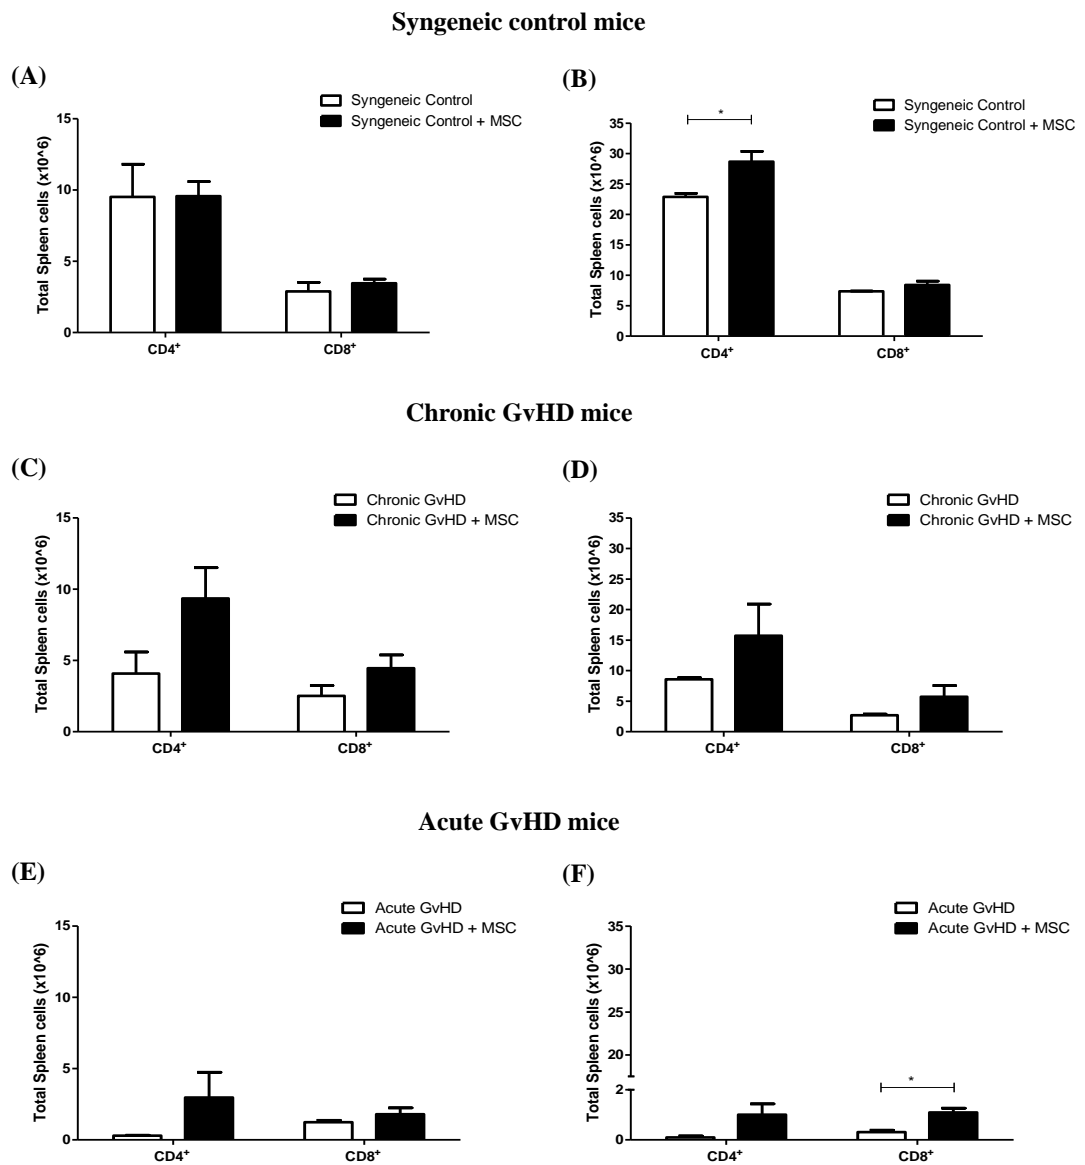 Syngeneic control mice
(A)
Syngeneic Control
Syngeneic Control + MSC
Total Spleen cells (x10^6)
15
10
5
0
CD4⁺
CD8⁺
(B)
Syngeneic Control
Syngeneic Control + MSC
*
Total Spleen cells (x10^6)
35
30
25
20
15
10
5
0
CD4⁺
CD8⁺
Chronic GvHD mice
(C)
Chronic GvHD
Chronic GvHD + MSC
Total Spleen cells (x10^6)
15
10
5
0
CD4⁺
CD8⁺
(D)
Chronic GvHD
Chronic GvHD + MSC
Total Spleen cells (x10^6)
35
30
25
20
15
10
5
0
CD4⁺
CD8⁺
Acute GvHD mice
(E)
Acute GvHD
Acute GvHD + MSC
Total Spleen cells (x10^6)
15
10
5
0
CD4⁺
CD8⁺
(F)
Acute GvHD
Acute GvHD + MSC
Total Spleen cells (x10^6)
35
30
25
20
2
0
*
CD4⁺
CD8⁺